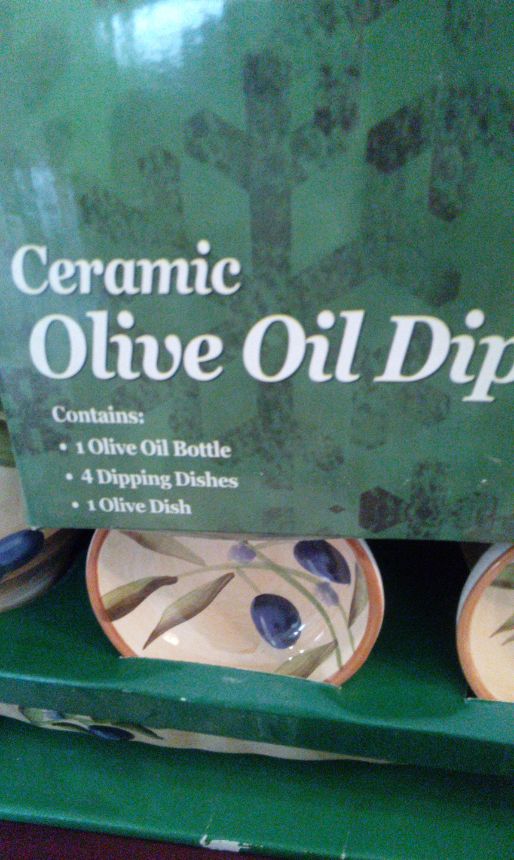 Ceramic
Olive Oil Dip
Contains:
• 1 Olive Oil Bottle
• 4 Dipping Dishes
• 1 Olive Dish